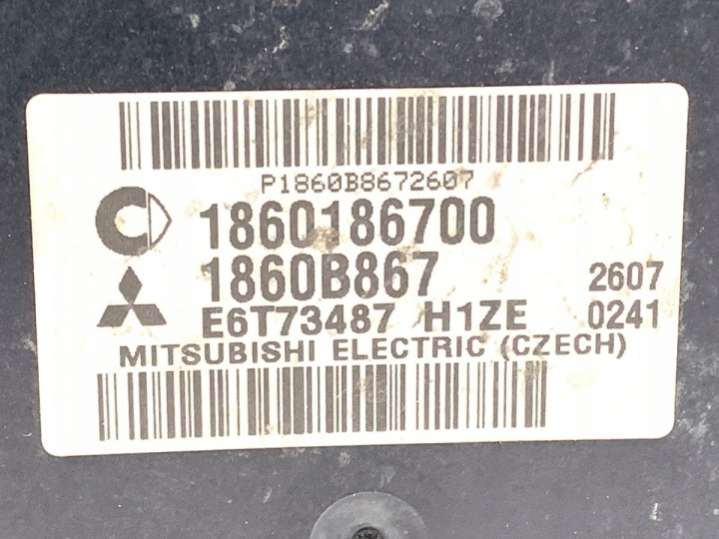 P1860B8672607
1860186700
1860B867 2607
E6T73487 H1ZE 0241
MITSUBISHI ELECTRIC (CZECH)